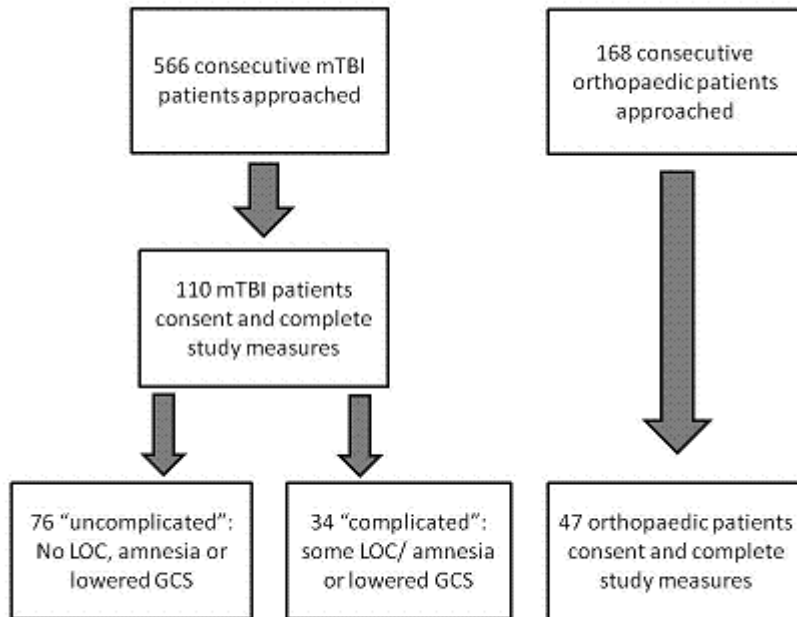 566 consecutive mTBI
patients approached
168 consecutive
orthopaedic patients
approached
110 mTBI patients
consent and complete
study measures
76 “uncomplicated”:
No LOC, amnesia or
lowered GCS
34 “complicated”:
some LOC/ amnesia
or lowered GCS
47 orthopaedic patients
consent and complete
study measures